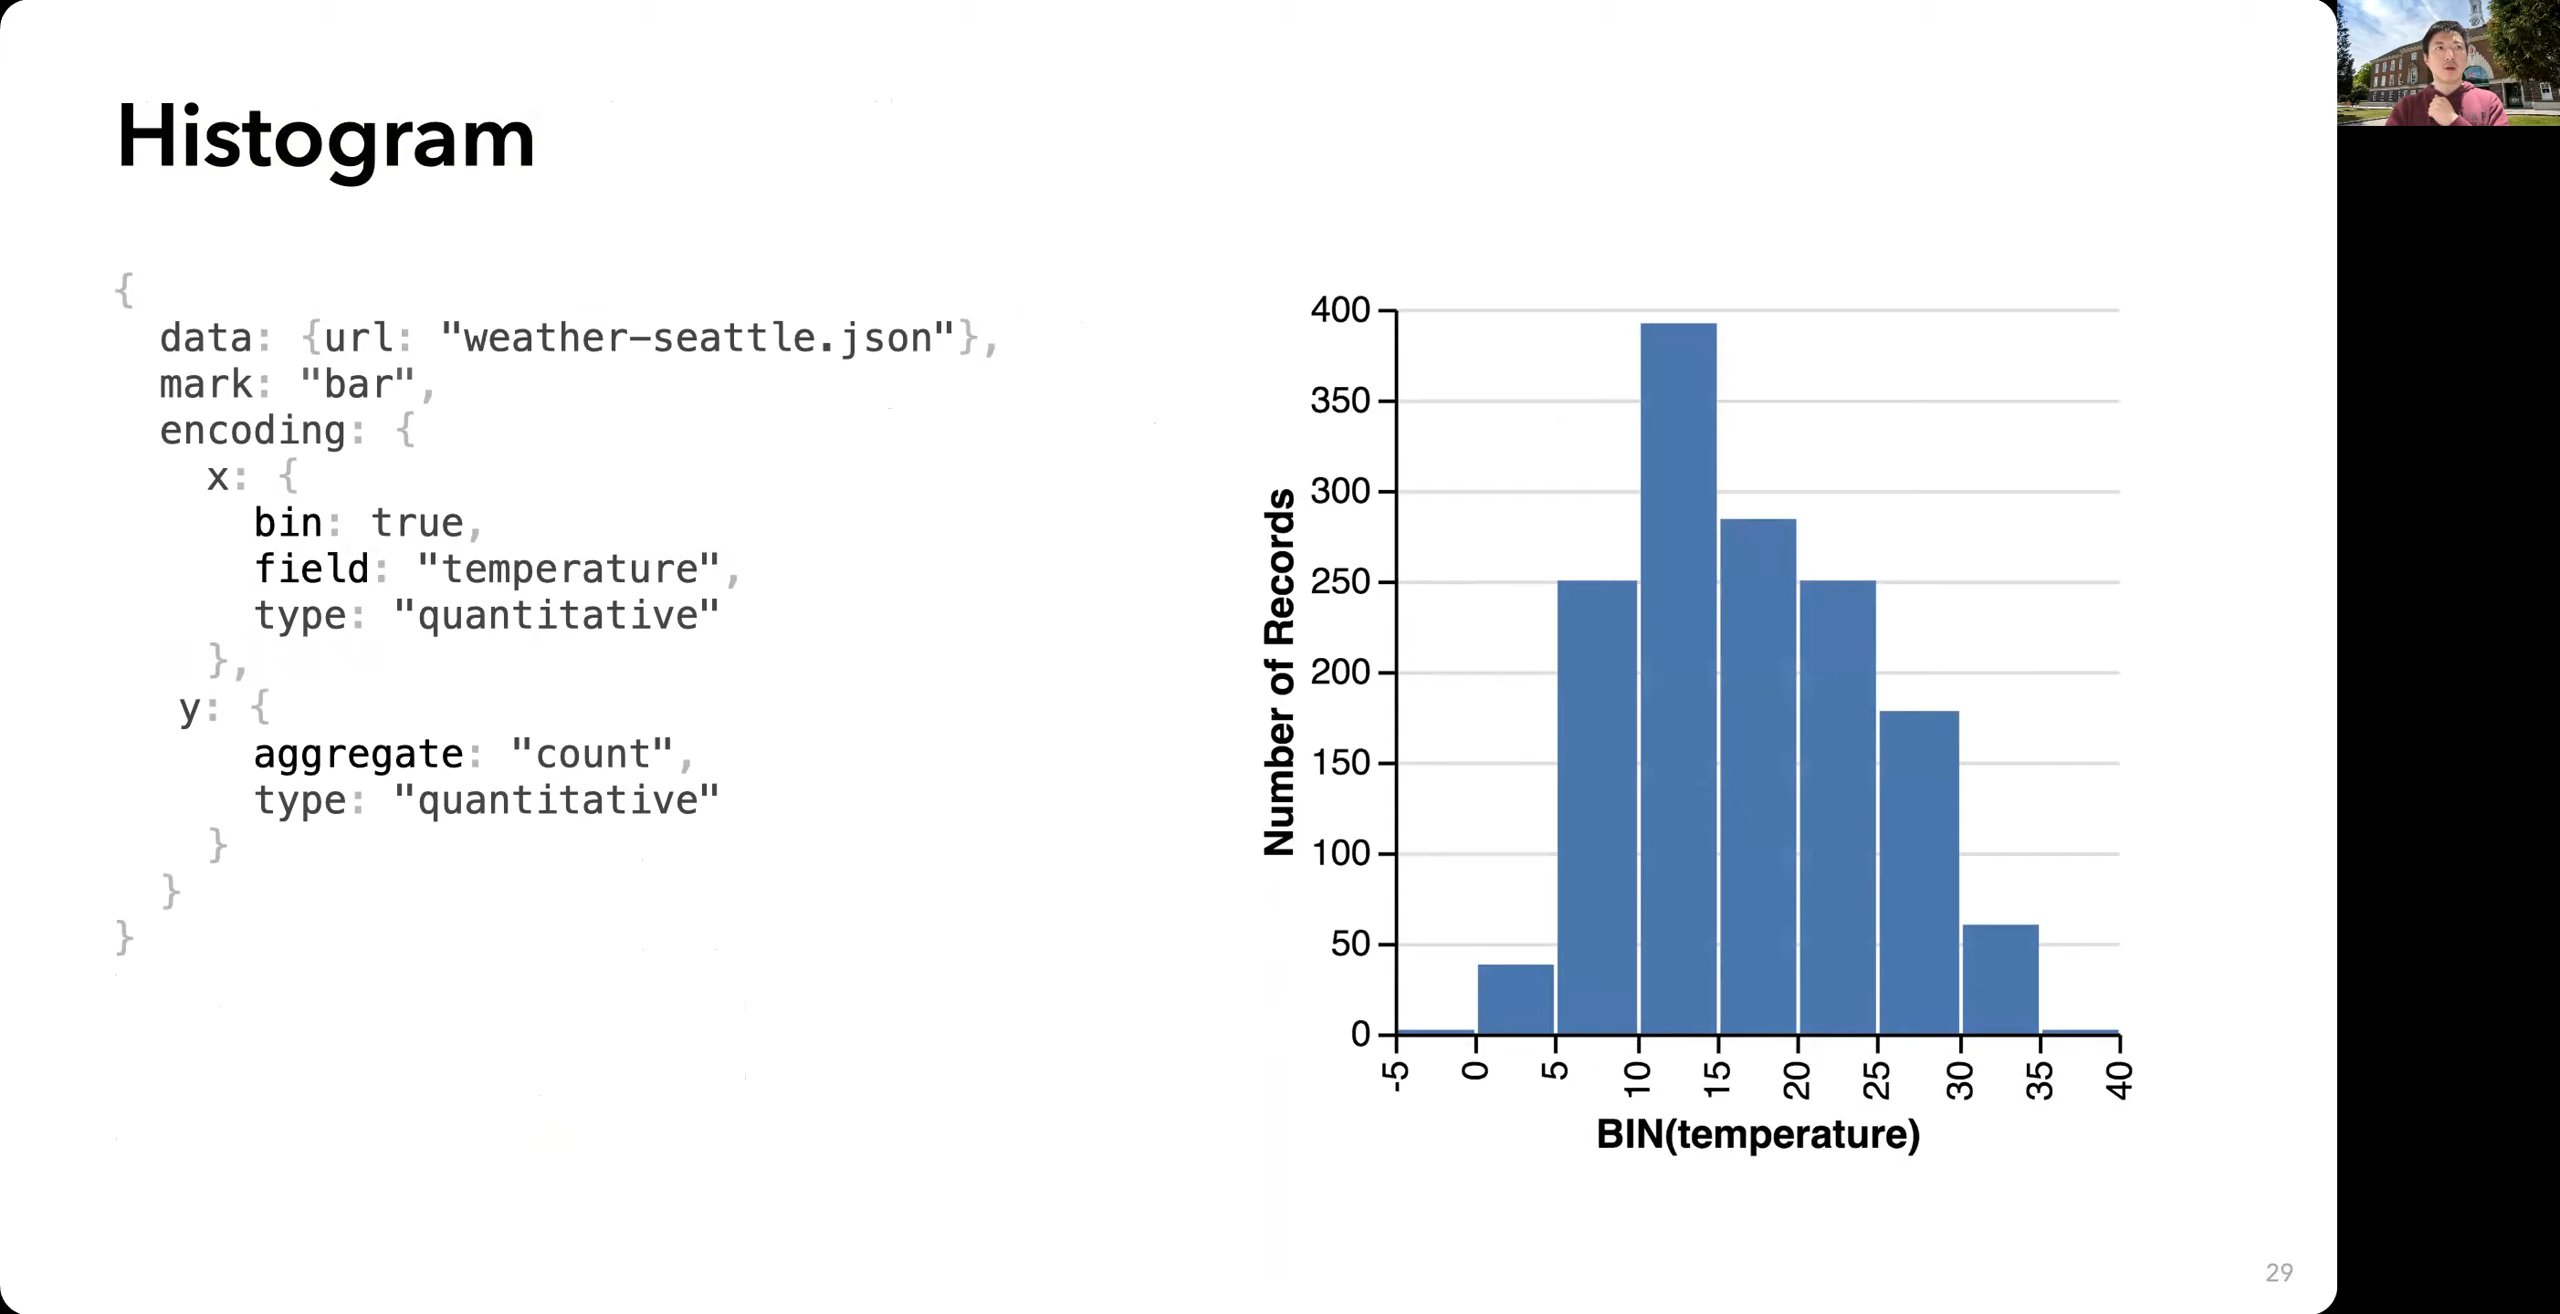 Histogram
{
data: {url: "weather-seattle.json"},
mark: "bar",
encoding: {
x: {
bin: true,
field: "temperature",
type: "quantitative"
},
y: {
aggregate: "count",
type: "quantitative"
}
}
}
400
350
300
250
200
150
100
50
0
Number of Records
-5 0 5 10 15 20 25 30 35 40
BIN(temperature)
29